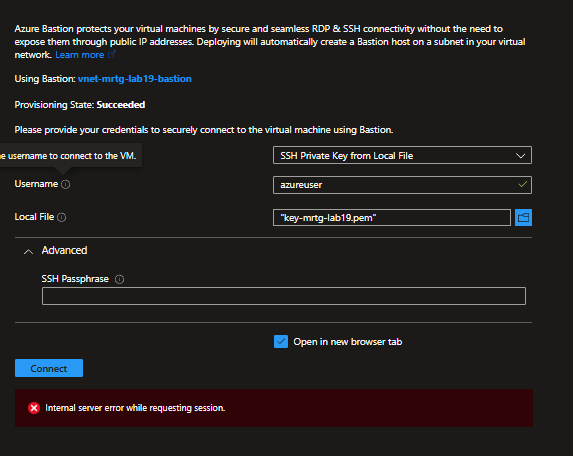 Azure Bastion protects your virtual machines by secure and seamless RDP & SSH connectivity without the need to
expose them through public IP addresses. Deploying will automatically create a Bastion host on a subnet in your virtual
network. Learn more
Using Bastion: vnet-mrtg-lab19-bastion
Provisioning State: Succeeded
Please provide your credentials to securely connect to the virtual machine using Bastion.
username to connect to the VM.
SSH Private Key from Local File
Username
azureuser
Local File
"key-mrtg-lab19.pem"
Advanced
SSH Passphrase
Open in new browser tab
Connect
Internal server error while requesting session.